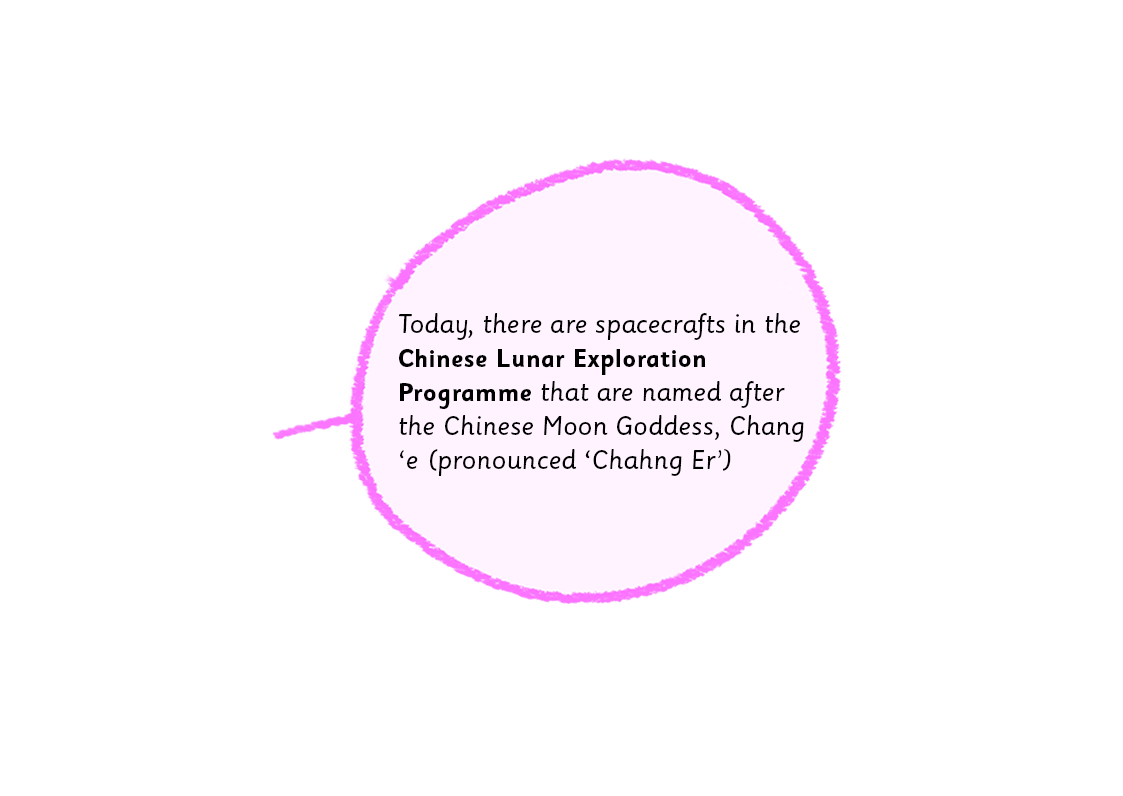 Today, there are spacecrafts in the
Chinese Lunar Exploration
Programme that are named after
the Chinese Moon Goddess, Chang
‘e (pronounced ‘Chahng Er’)